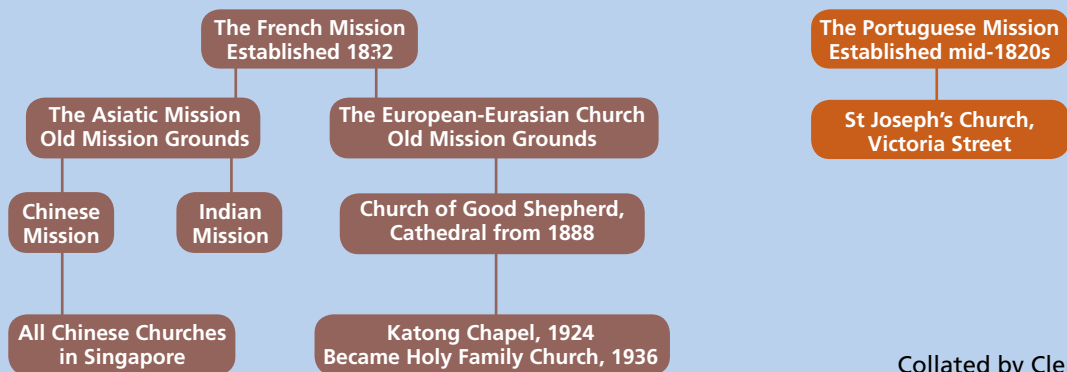 The French Mission
Established 1832
The Portuguese Mission
Established mid-1820s
The Asiatic Mission
Old Mission Grounds
The European-Eurasian Church
Old Mission Grounds
St Joseph's Church,
Victoria Street
Chinese
Mission
Indian
Mission
Church of Good Shepherd,
Cathedral from 1888
All Chinese Churches
in Singapore
Katong Chapel, 1924
Became Holy Family Church, 1936
Collated by